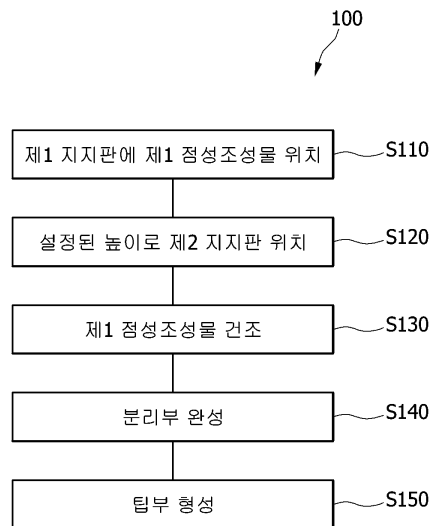 100
제1 지지판에 제1 점성조성물 위치
S110
설정된 높이로 제2 지지판 위치
S120
제1 점성조성물 건조
S130
분리부 완성
S140
팁부 형성
S150